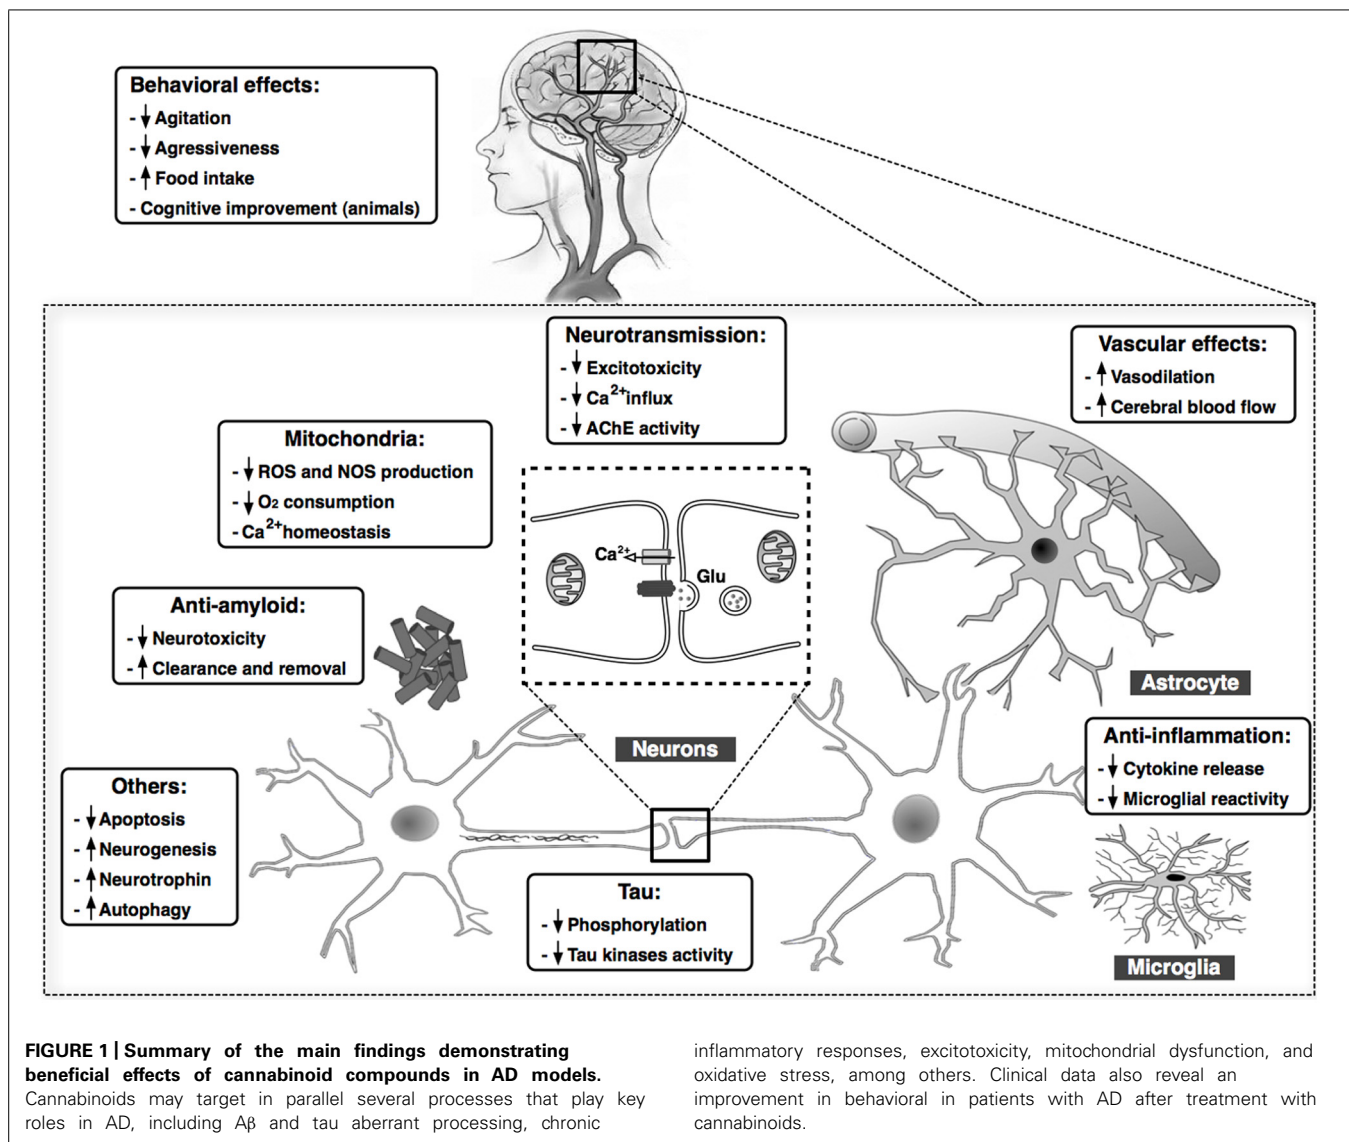 Behavioral effects:
- ↓ Agitation
- ↓ Agressiveness
- ↑ Food intake
- Cognitive improvement (animals)
Neurotransmission:
- ↓ Excitotoxicity
- ↓ Ca2+ influx
- ↓ AChE activity
Vascular effects:
- ↑ Vasodilation
- ↑ Cerebral blood flow
Mitochondria:
- ↓ ROS and NOS production
- ↓ O2 consumption
- Ca2+ homeostasis
Ca2+
Glu
Anti-amyloid:
- ↓ Neurotoxicity
- ↑ Clearance and removal
Astrocyte
Neurons
Anti-inflammation:
- ↓ Cytokine release
- ↓ Microglial reactivity
Others:
- ↓ Apoptosis
- ↑ Neurogenesis
- ↑ Neurotrophin
- ↑ Autophagy
Tau:
- ↓ Phosphorylation
- ↓ Tau kinases activity
Microglia
FIGURE 1 | Summary of the main findings demonstrating
beneficial effects of cannabinoid compounds in AD models.
Cannabinoids may target in parallel several processes that play key
roles in AD, including Aβ and tau aberrant processing, chronic
inflammatory responses, excitotoxicity, mitochondrial dysfunction, and
oxidative stress, among others. Clinical data also reveal an
improvement in behavioral in patients with AD after treatment with
cannabinoids.